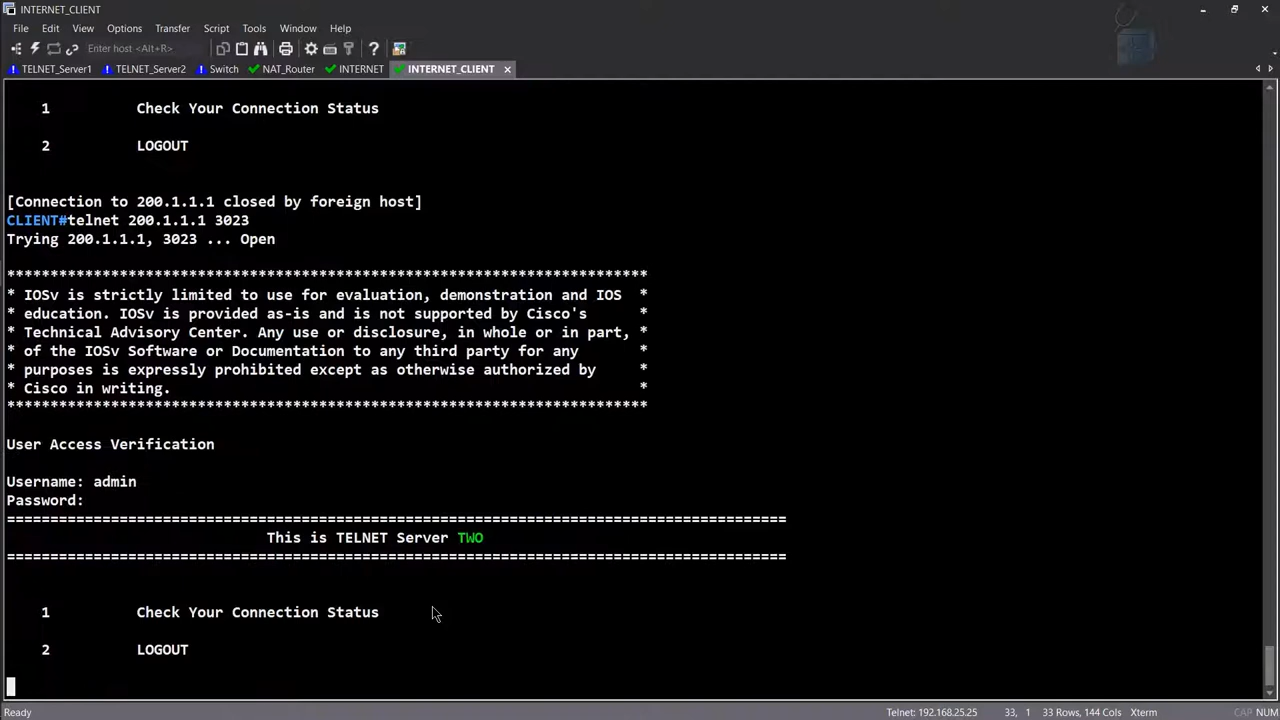 INTERNET_CLIENT
File Edit View Options Transfer Script Tools Window Help
Enter host <Alt+R>
TELNET_Server1 TELNET_Server2 Switch NAT_Router INTERNET INTERNET_CLIENT
1 Check Your Connection Status
2 LOGOUT
[Connection to 200.1.1.1 closed by foreign host]
CLIENT#telnet 200.1.1.1 3023
Trying 200.1.1.1, 3023 ... Open
**************************************************************************
* IOSv is strictly limited to use for evaluation, demonstration and IOS *
* education. IOSv is provided as-is and is not supported by Cisco's *
* Technical Advisory Center. Any use or disclosure, in whole or in part, *
* of the IOSv Software or Documentation to any third party for any *
* purposes is expressly prohibited except as otherwise authorized by *
* Cisco in writing. *
**************************************************************************
User Access Verification
Username: admin
Password:
==========================================================================================
This is TELNET Server TWO
==========================================================================================
1 Check Your Connection Status
2 LOGOUT
Ready Telnet: 192.168.25.25 33, 1 33 Rows, 144 Cols Xterm CAP NUM